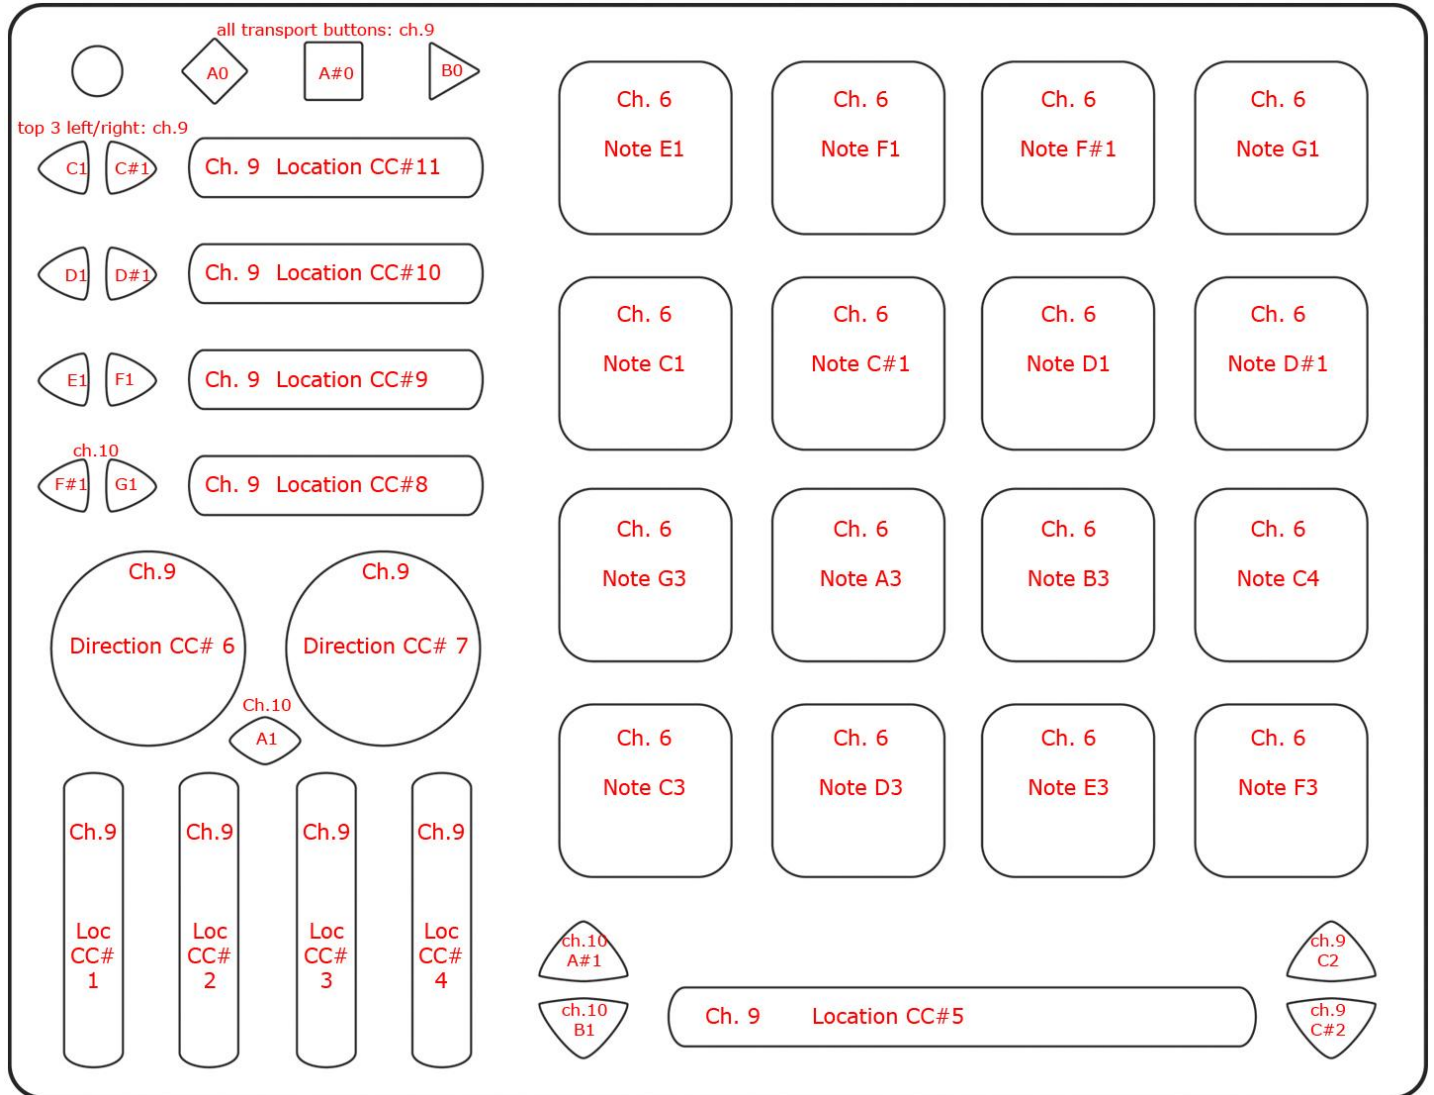 all transport buttons: ch.9
A0
A#0
B0
top 3 left/right: ch.9
C1
C#1
Ch. 9 Location CC#11
D1
D#1
Ch. 9 Location CC#10
E1
F1
Ch. 9 Location CC#9
ch.10
F#1
G1
Ch. 9 Location CC#8
Ch.9
Direction CC# 6
Ch.9
Direction CC# 7
Ch.10
A1
Ch.9
Loc
CC#
1
Ch.9
Loc
CC#
2
Ch.9
Loc
CC#
3
Ch.9
Loc
CC#
4
Ch. 6
Note E1
Ch. 6
Note F1
Ch. 6
Note F#1
Ch. 6
Note G1
Ch. 6
Note C1
Ch. 6
Note C#1
Ch. 6
Note D1
Ch. 6
Note D#1
Ch. 6
Note G3
Ch. 6
Note A3
Ch. 6
Note B3
Ch. 6
Note C4
Ch. 6
Note C3
Ch. 6
Note D3
Ch. 6
Note E3
Ch. 6
Note F3
ch.10
A#1
ch.10
B1
Ch. 9 Location CC#5
ch.9
C2
ch.9
C#2